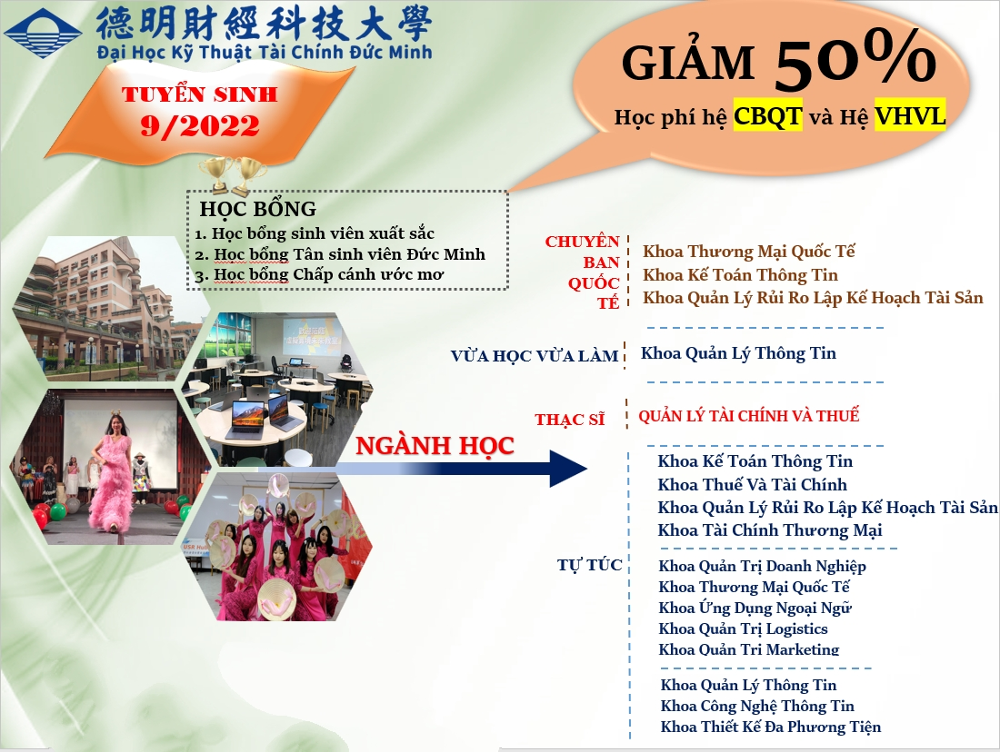 德明財經科技大學
Đại Học Kỹ Thuật Tài Chính Đức Minh
TUYỂN SINH
9/2022
GIẢM 50%
Học phí hệ CBQT và Hệ VHVL
HỌC BỔNG
1. Học bổng sinh viên xuất sắc
2. Học bổng Tân sinh viên Đức Minh
3. Học bổng Chấp cánh ước mơ
CHUYÊN
BAN
QUỐC
TẾ
Khoa Thương Mại Quốc Tế
Khoa Kế Toán Thông Tin
Khoa Quản Lý Rủi Ro Lập Kế Hoạch Tài Sản
VỪA HỌC VỪA LÀM
Khoa Quản Lý Thông Tin
THẠC SĨ
QUẢN LÝ TÀI CHÍNH VÀ THUẾ
NGÀNH HỌC
TỰ TÚC
Khoa Kế Toán Thông Tin
Khoa Thuế Và Tài Chính
Khoa Quản Lý Rủi Ro Lập Kế Hoạch Tài Sản
Khoa Tài Chính Thương Mại
Khoa Quản Trị Doanh Nghiệp
Khoa Thương Mại Quốc Tế
Khoa Ứng Dụng Ngoại Ngữ
Khoa Quản Trị Logistics
Khoa Quản Trị Marketing
Khoa Quản Lý Thông Tin
Khoa Công Nghệ Thông Tin
Khoa Thiết Kế Đa Phương Tiện
USR Hub